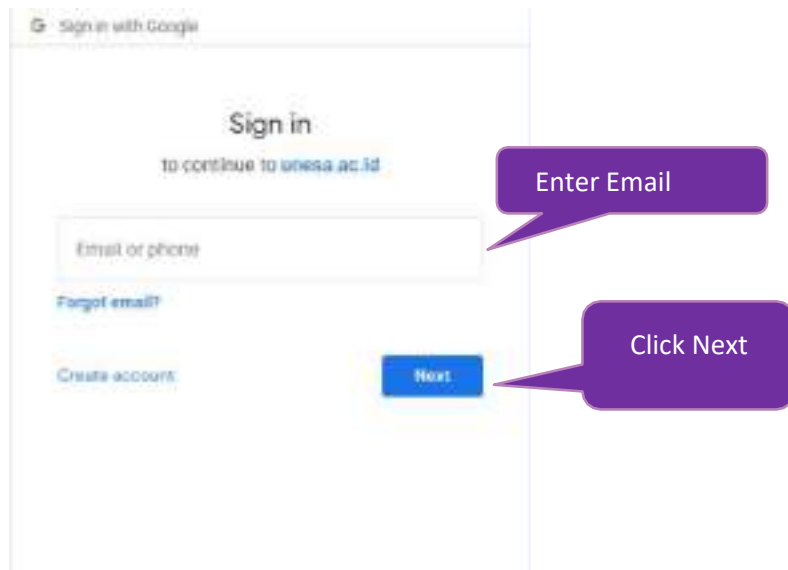 G Sign in with Google
Sign in
to continue to unesa.ac.id
Enter Email
Email or phone
Forgot email?
Click Next
Create account
Next